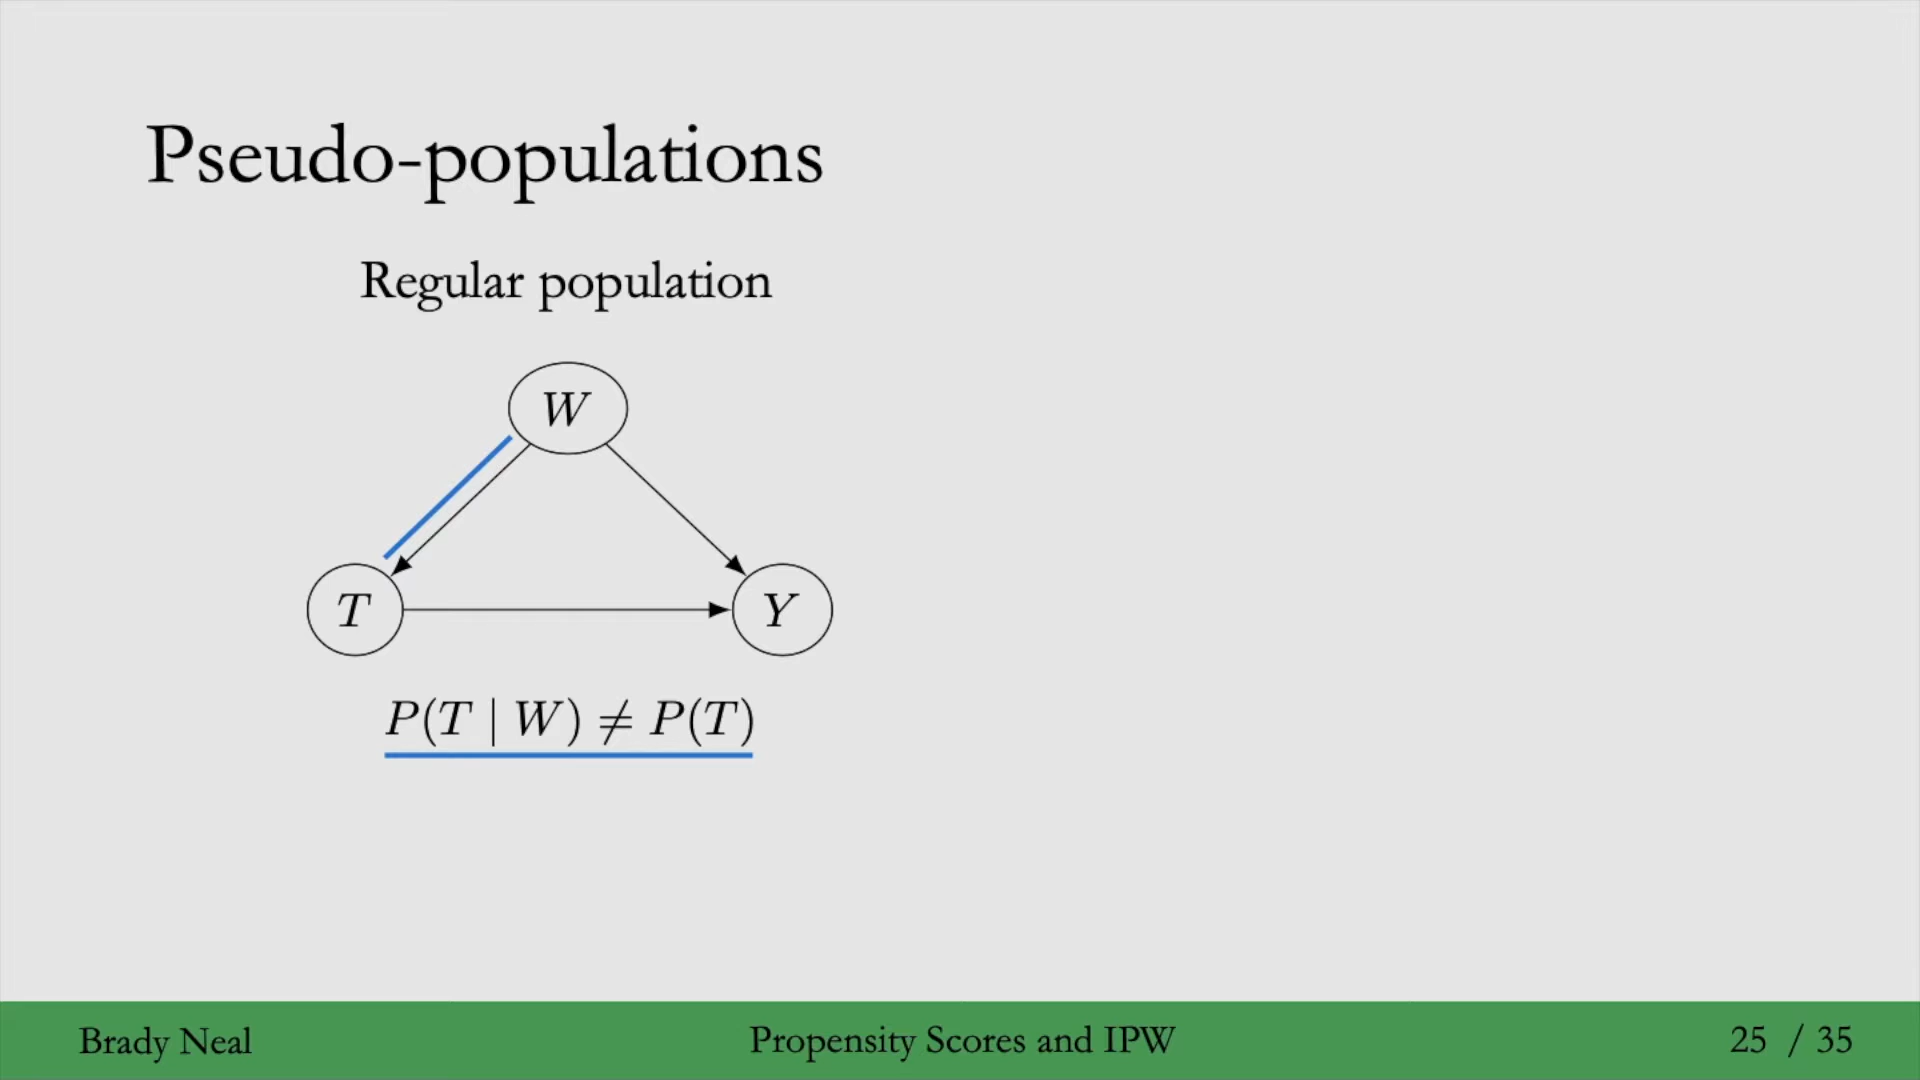 Pseudo-populations
Regular population
W
T
Y
P(T | W) ≠ P(T)
Brady Neal
Propensity Scores and IPW
25 / 35